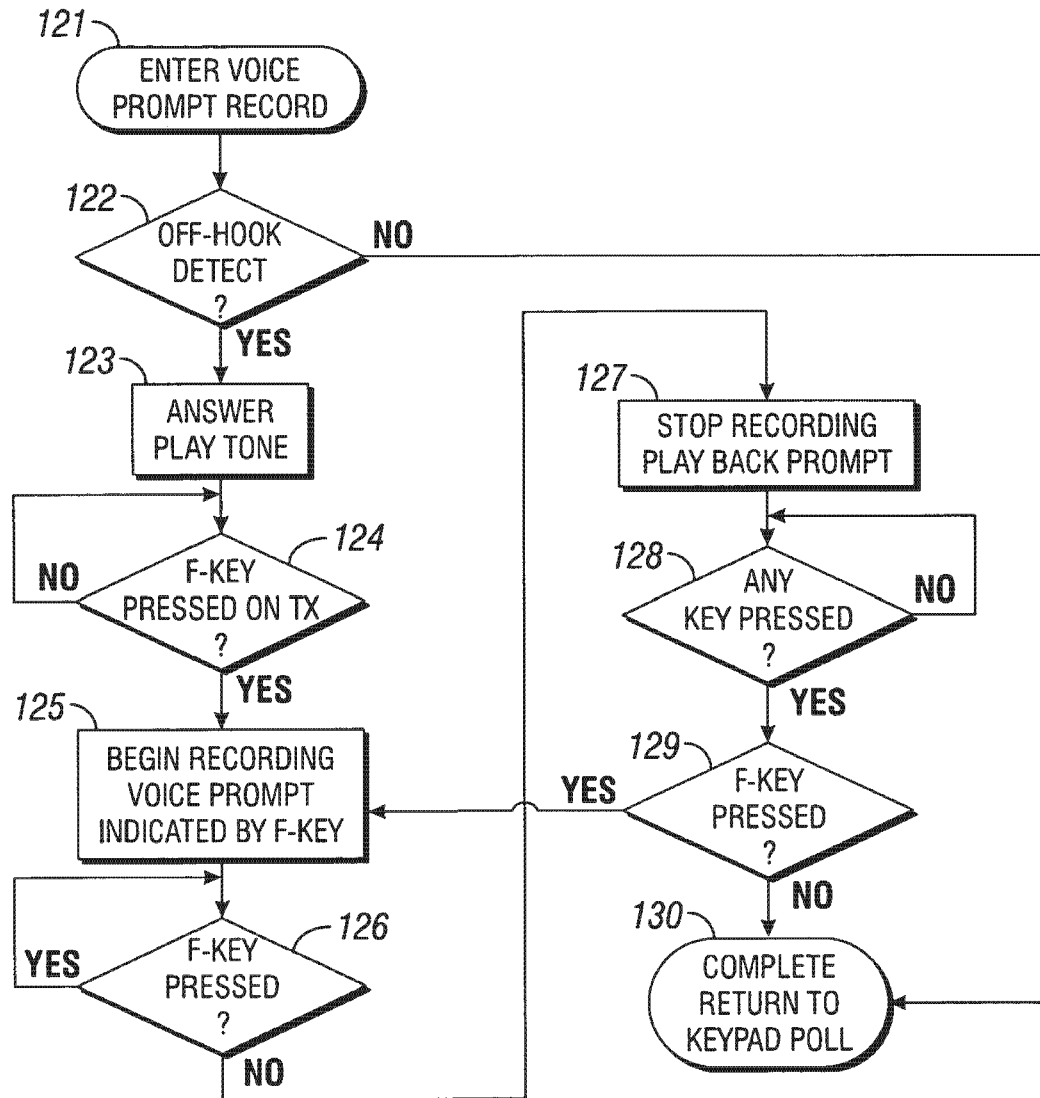 121
ENTER VOICE
PROMPT RECORD
122
OFF-HOOK
DETECT
?
NO
YES
123
ANSWER
PLAY TONE
124
F-KEY
PRESSED ON TX
?
NO
YES
125
BEGIN RECORDING
VOICE PROMPT
INDICATED BY F-KEY
126
F-KEY
PRESSED
?
YES
NO
127
STOP RECORDING
PLAY BACK PROMPT
128
ANY
KEY PRESSED
?
NO
YES
129
F-KEY
PRESSED
?
YES
NO
130
COMPLETE
RETURN TO
KEYPAD POLL